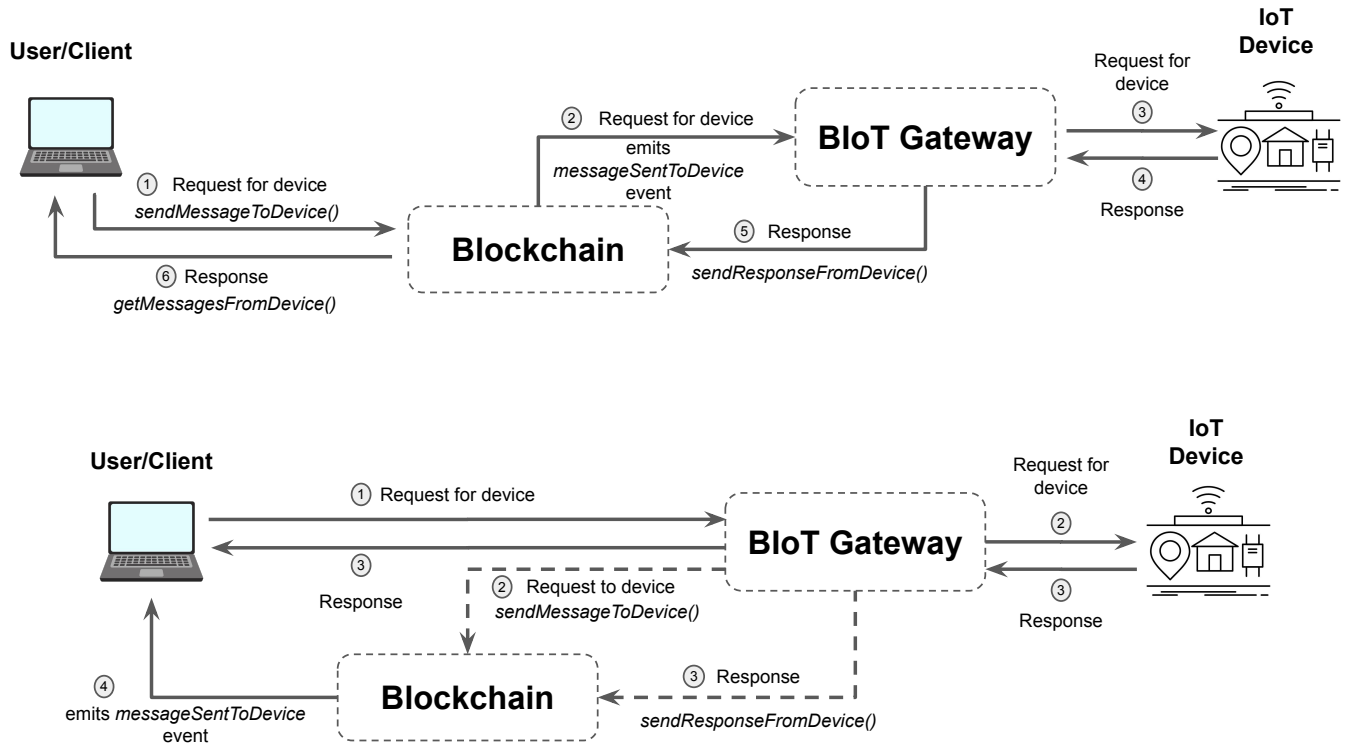 User/Client
IoT
Device
Request for
device
3
2 Request for device
emits
messageSentToDevice
event
BIoT Gateway
4
Response
1 Request for device
sendMessageToDevice()
Blockchain
5 Response
sendResponseFromDevice()
6 Response
getMessagesFromDevice()
User/Client
IoT
Device
Request for
device
2
1 Request for device
BIoT Gateway
3
Response
3
Response
2 Request to device
sendMessageToDevice()
Blockchain
3 Response
sendResponseFromDevice()
4
emits messageSentToDevice
event